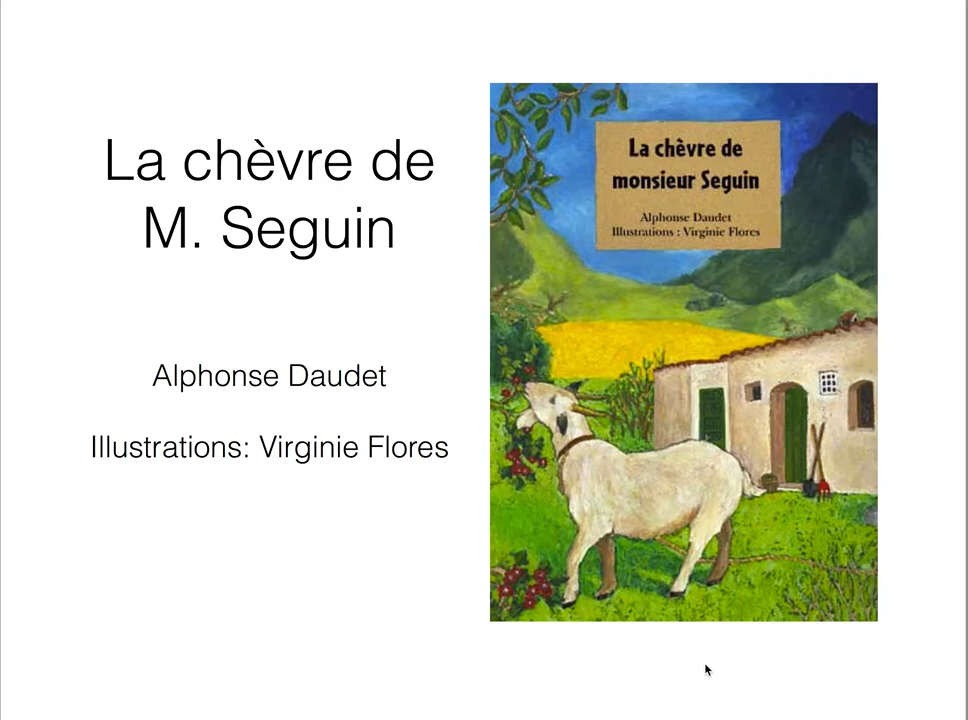 La chèvre de
M. Seguin
Alphonse Daudet
Illustrations: Virginie Flores
La chèvre de
monsieur Seguin
Alphonse Daudet
Illustrations : Virginie Flores